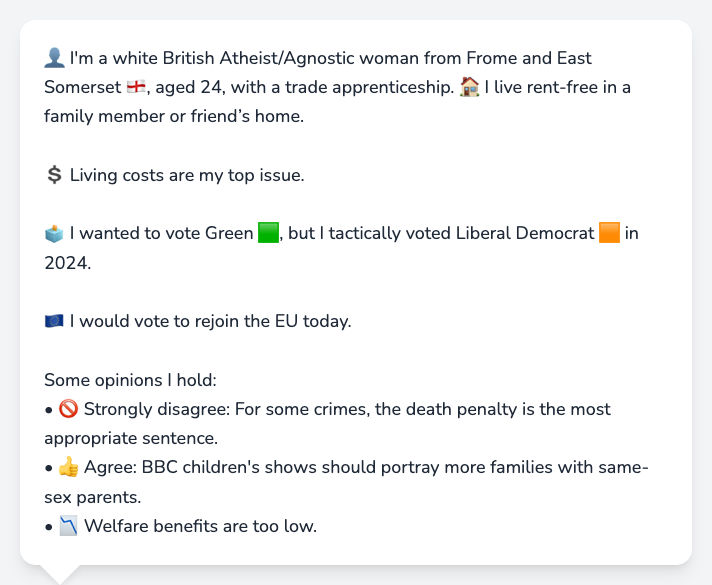 👤 I'm a white British Atheist/Agnostic woman from Frome and East
Somerset 🏴󠁧󠁢󠁥󠁮󠁧󠁿, aged 24, with a trade apprenticeship. 🏠 I live rent-free in a
family member or friend’s home.
💲 Living costs are my top issue.
🗳️ I wanted to vote Green 🟩, but I tactically voted Liberal Democrat 🟧 in
2024.
🇪🇺 I would vote to rejoin the EU today.
Some opinions I hold:
• 🚫 Strongly disagree: For some crimes, the death penalty is the most
appropriate sentence.
• 👍 Agree: BBC children's shows should portray more families with same-
sex parents.
• 📉 Welfare benefits are too low.